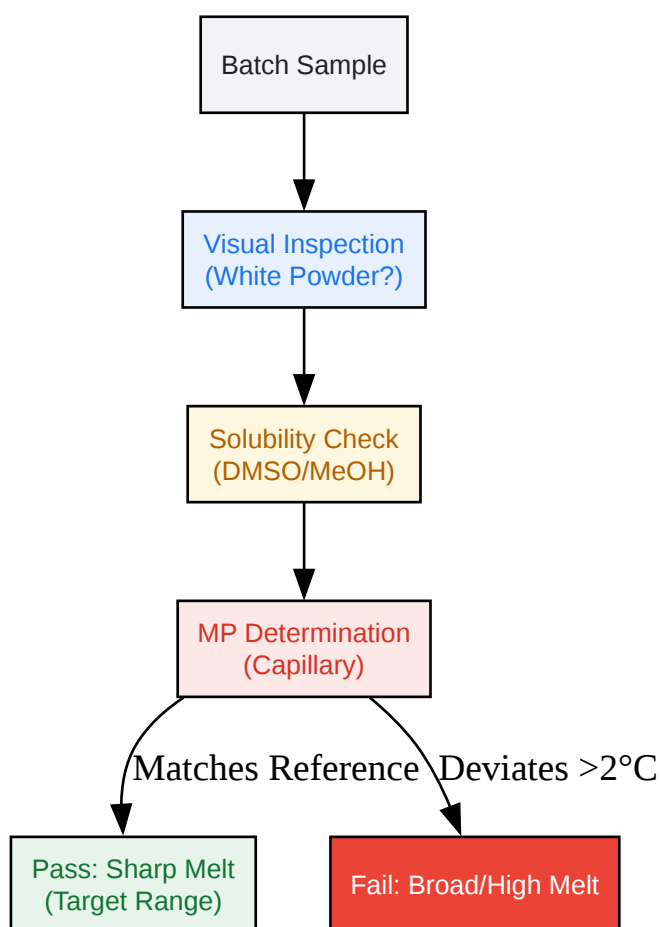 Batch Sample
Visual Inspection
(White Powder?)
Solubility Check
(DMSO/MeOH)
MP Determination
(Capillary)
Matches Reference
Deviates >2°C
Pass: Sharp Melt
(Target Range)
Fail: Broad/High Melt